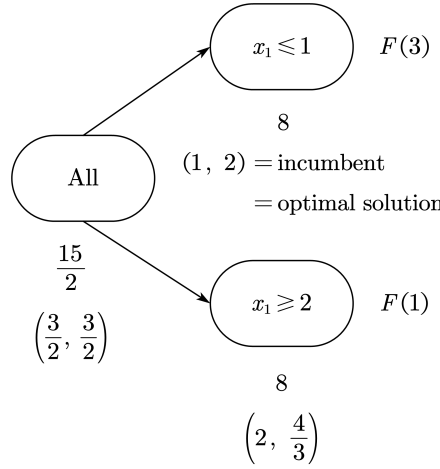 x₁ ⩽ 1 F(3)
8
(1, 2) = incumbent
= optimal solution
All
15/2
(3/2, 3/2)
x₁ ⩾ 2 F(1)
8
(2, 4/3)